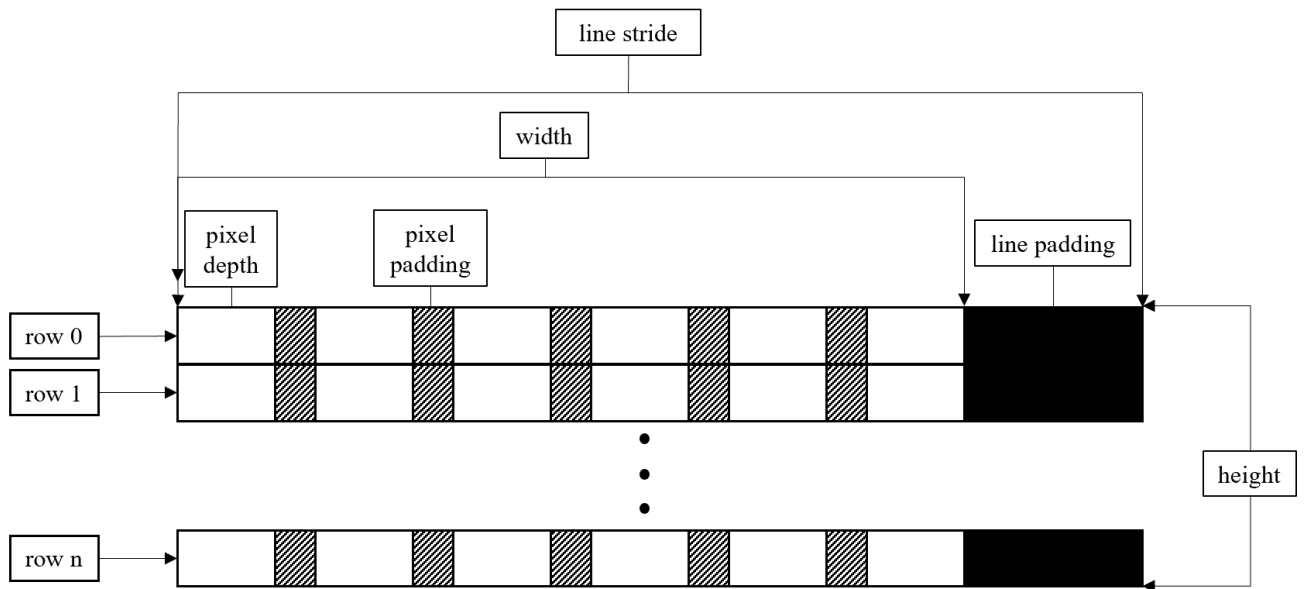 line stride
width
pixel
depth
pixel
padding
line padding
row 0
row 1
height
row n